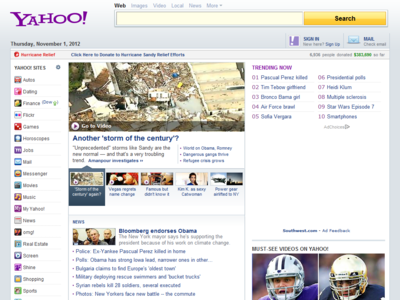 YAHOO!
Web Images Video Local News More
Search
Thursday, November 1, 2012
SIGN IN
New here? Sign Up
MAIL
Check email
Hurricane Relief
Click Here to Donate to Hurricane Sandy Relief Efforts
people donated
so far
YAHOO! SITES
Autos
Dating
Finance
Flickr
Games
Horoscopes
Jobs
Mail
Messenger
Movies
Music
My Yahoo!
News
omg!
Real Estate
Screen
Shine
Shopping
Sports
Go to Video
Another 'storm of the century'?
"Unprecedented" storms like Sandy are
the new normal — and that's a very troubling
trend. Amanpour investigates
• World on Obama, Romney
• Dangerous gange thrive
• Refugee crisis grows
'Storm of the century' again?
Vegas regrets name change
Famous but didn't know it
Kim K. as sexy Catwoman
Power gear entitled to NY
NEWS
Bloomberg endorses Obama
The New mayor says he's supporting the
president because of his work on climate change
• Police: Ex-Yankee Pascual Perez killed in home
• Polls: Obama has strong Iowa lead, narrower ones in other...
• Bulgaria claims to find Europe's 'oldest town'
• Military deploying rescue swimmers and 'bucket trucks'
• Syrian rebels kill 28 soldiers, several executed
• Photos: New Yorkers face new battle -- the commute
TRENDING NOW
01 Pascual Perez killed
02 Tim Tebow girlfriend
03 Bronco Bama girl
04 Air Force brawl
05 Sofia Vergara
06 Presidential polls
07 Heidi Klum
08 Multiple sclerosis
09 Star Wars Episode 7
10 Smartphones
AdChoices
Southwest.com - Ad Feedback
MUST-SEE VIDEOS ON YAHOO!